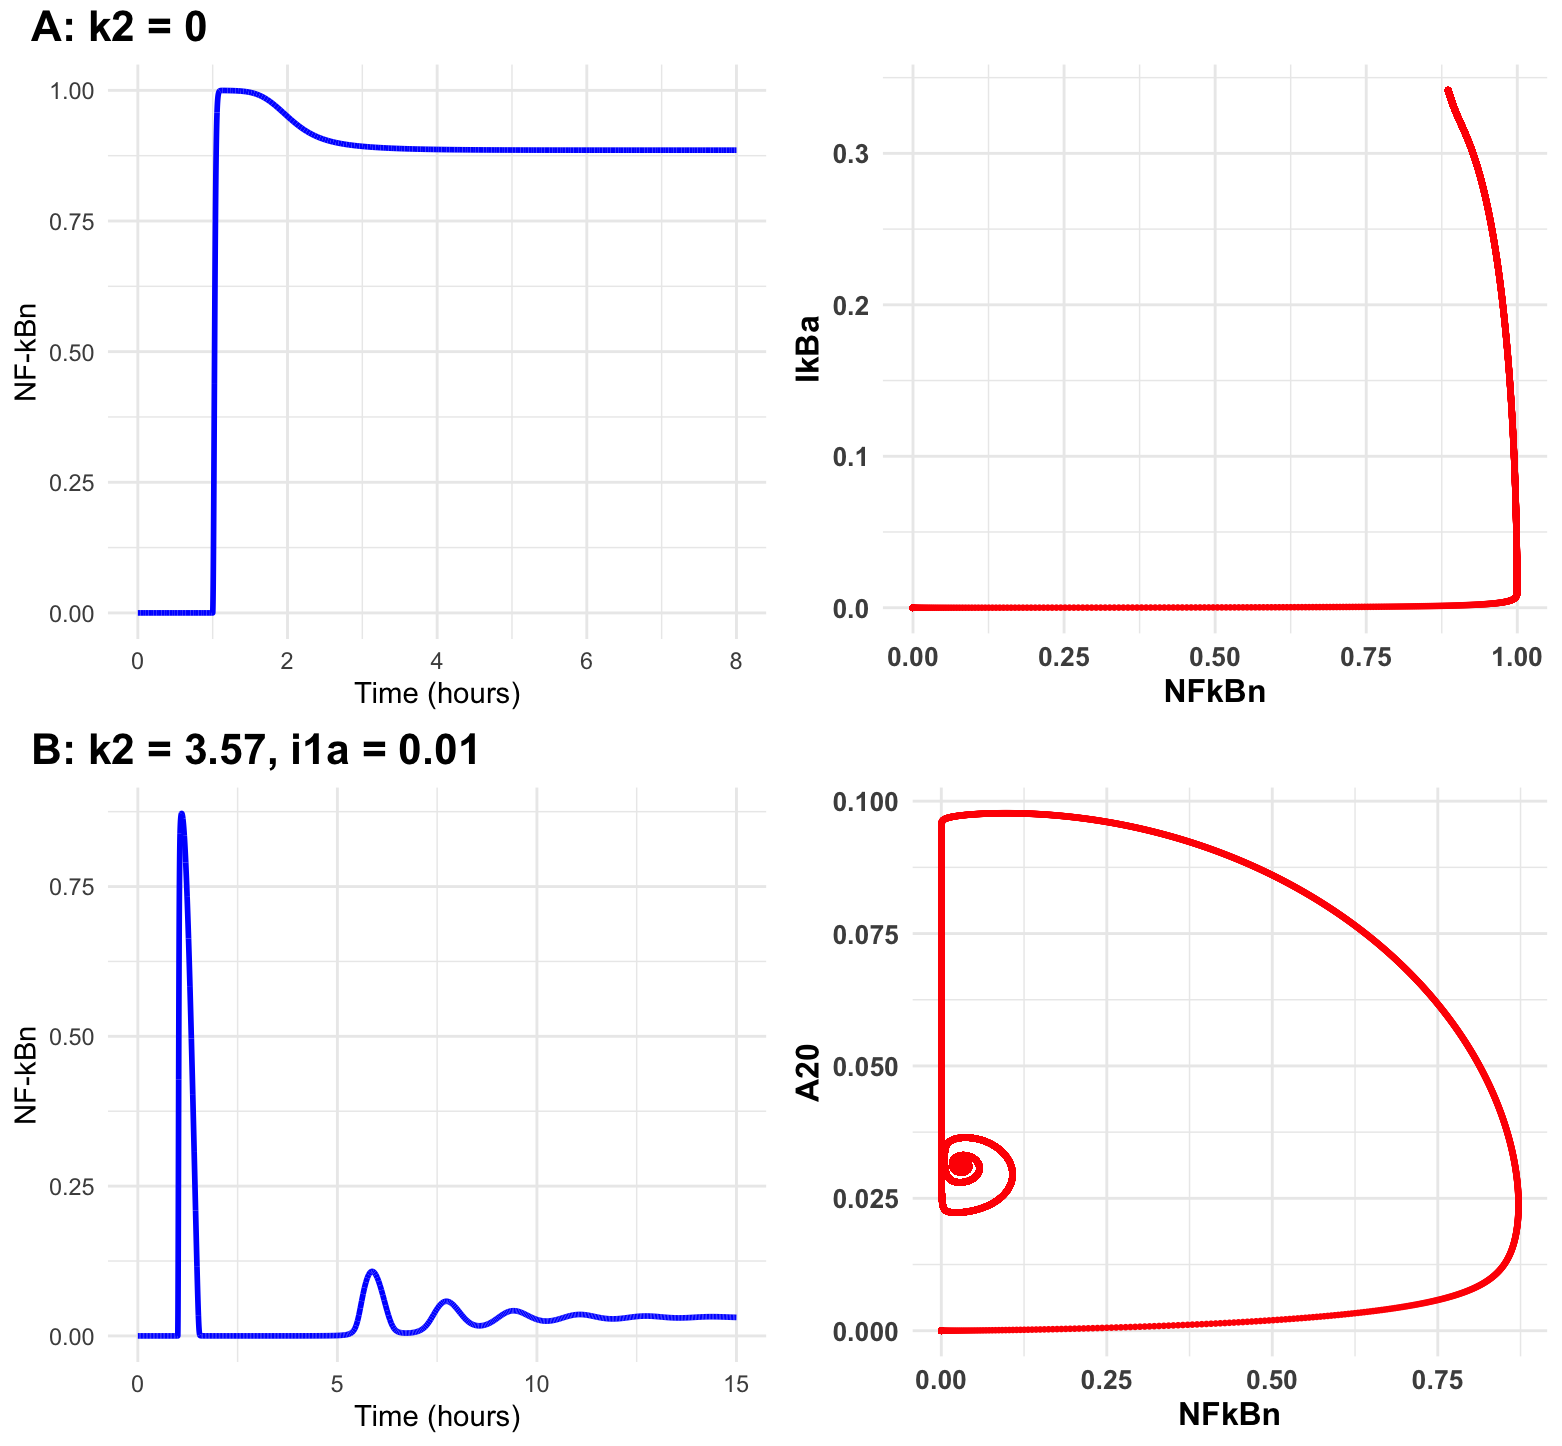 A: k2 = 0
NF-kBn
1.00
0.75
0.50
0.25
0.00
0 2 4 6 8
Time (hours)
IkBa
0.3
0.2
0.1
0.0
0.00 0.25 0.50 0.75 1.00
NFkBn
B: k2 = 3.57, i1a = 0.01
NF-kBn
0.75
0.50
0.25
0.00
0 5 10 15
Time (hours)
A20
0.100
0.075
0.050
0.025
0.000
0.00 0.25 0.50 0.75
NFkBn